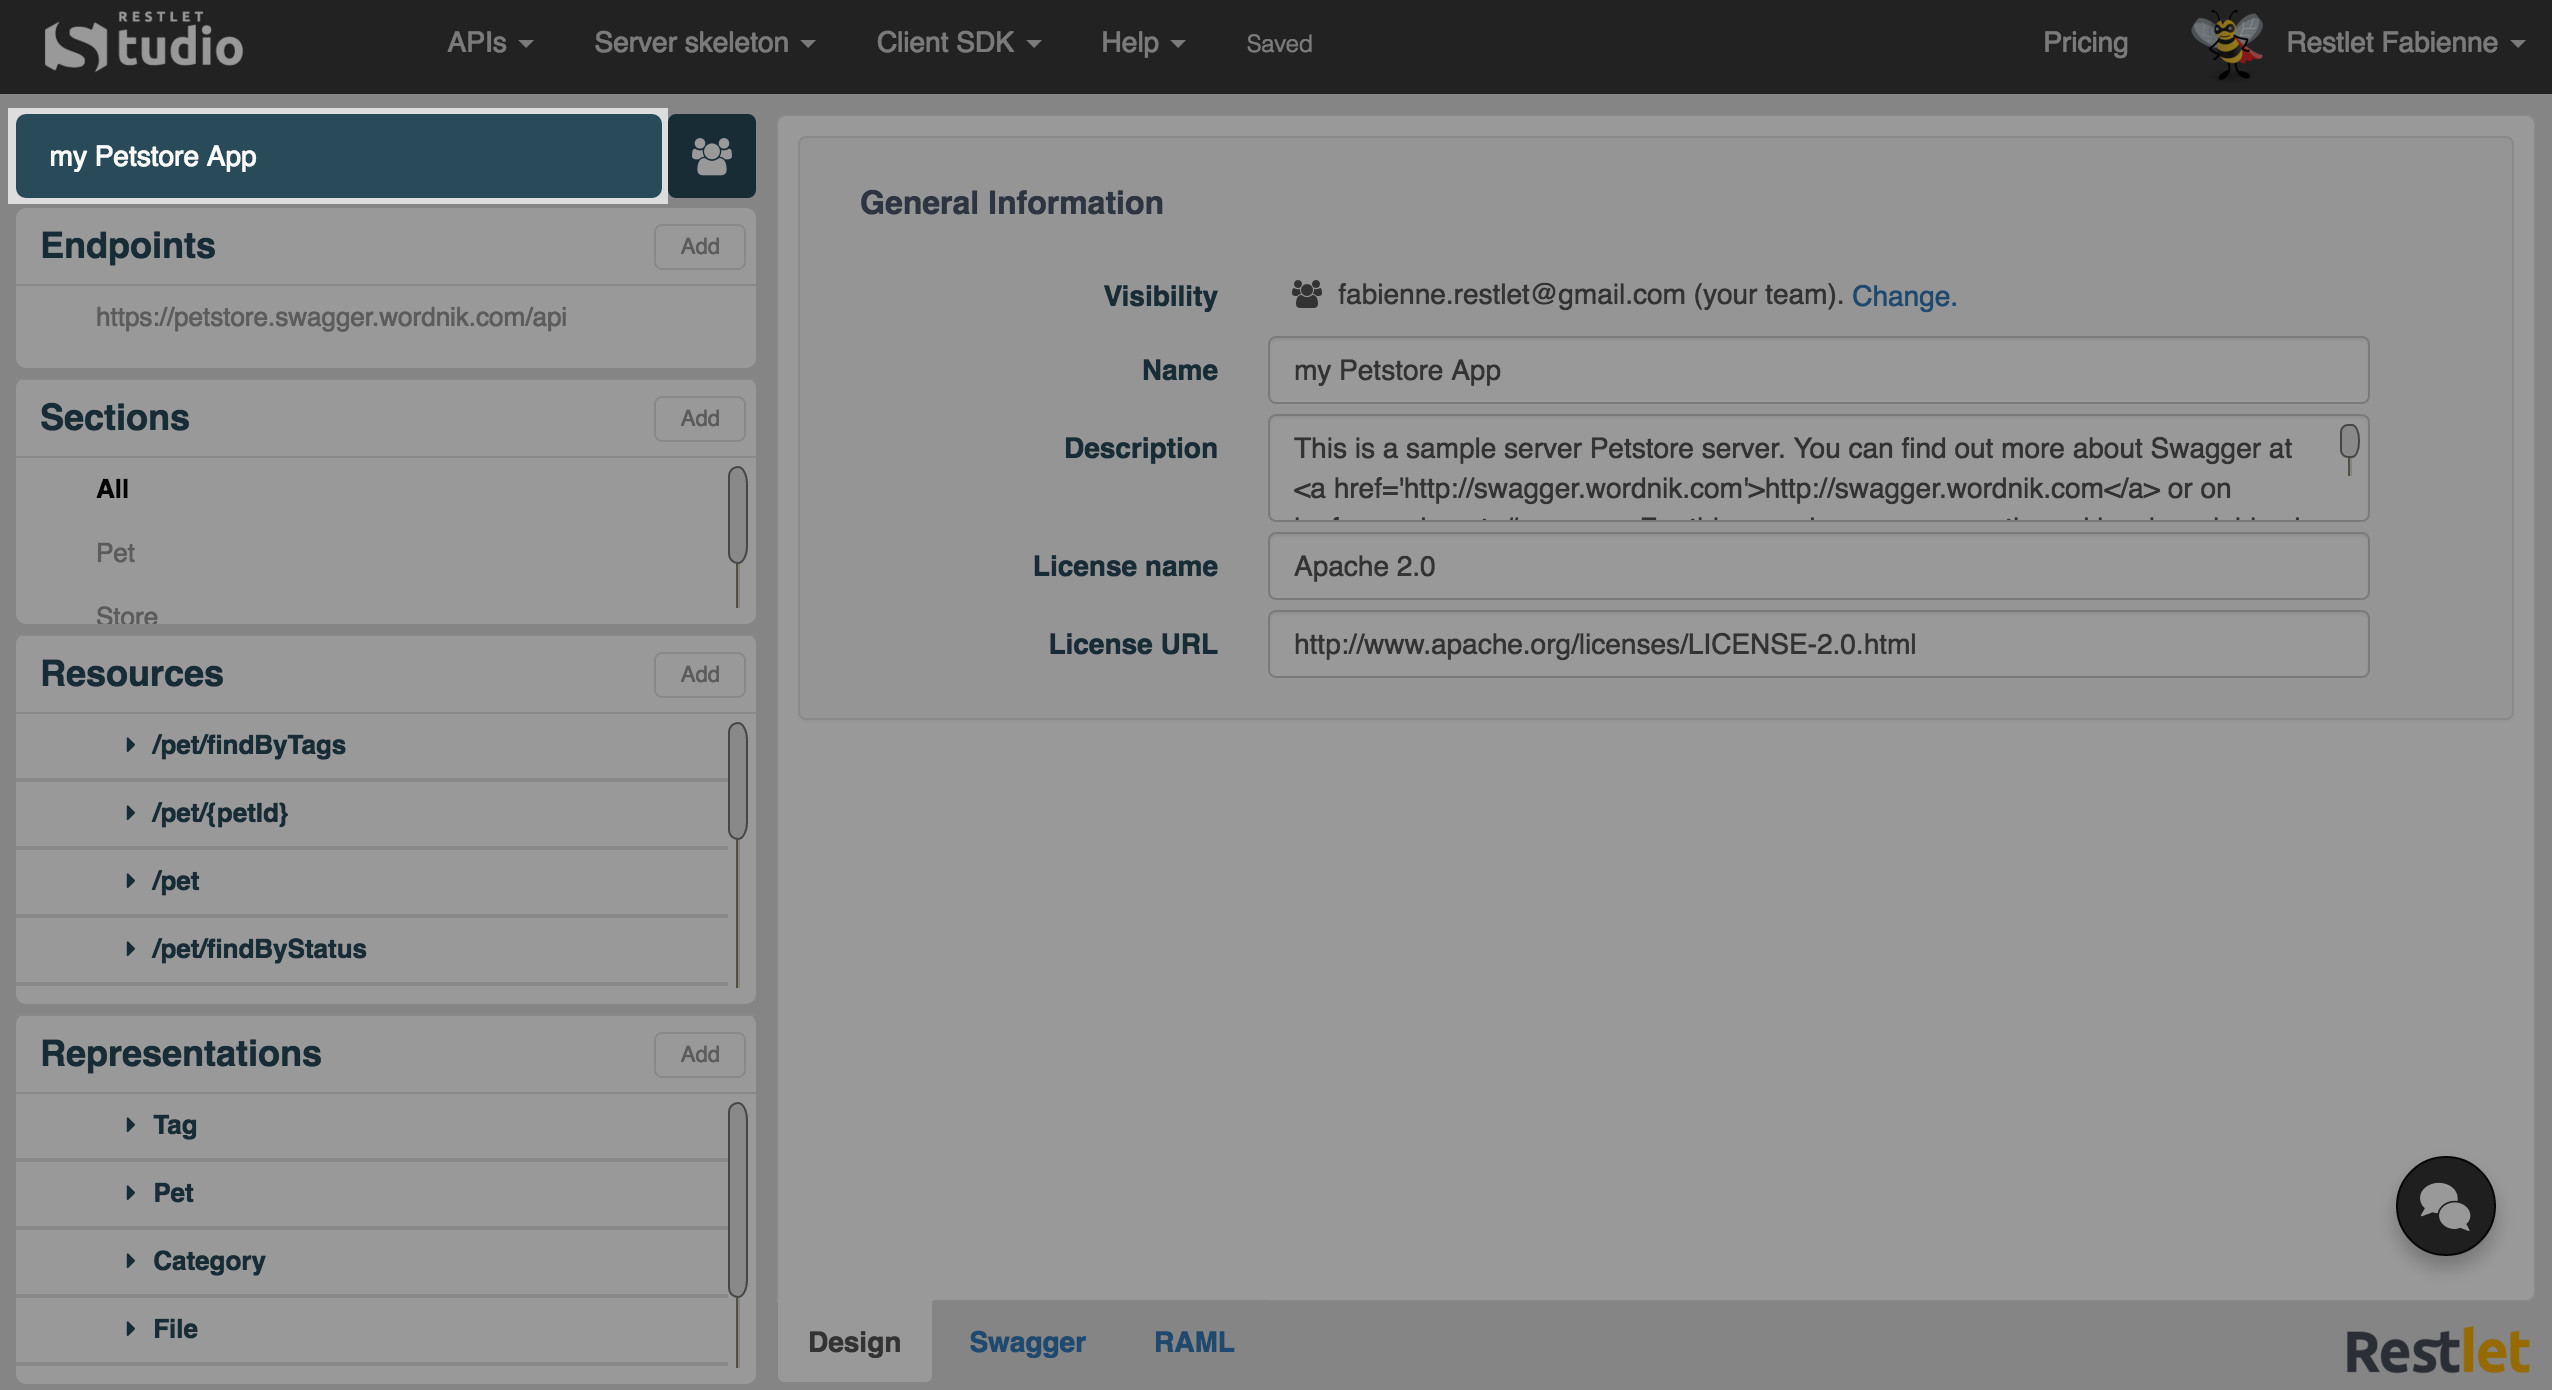 RESTLET
Studio
APIs
Server skeleton
Client SDK
Help
Saved
Pricing
Restlet Fabienne
my Petstore App
Endpoints
Add
https://petstore.swagger.wordnik.com/api
Sections
Add
All
Pet
Store
Resources
Add
/pet/findByTags
/pet/{petId}
/pet
/pet/findByStatus
Representations
Add
Tag
Pet
Category
File
General Information
Visibility
fabienne.restlet@gmail.com (your team). Change.
Name
my Petstore App
Description
This is a sample server Petstore server. You can find out more about Swagger at
<a href='http://swagger.wordnik.com'>http://swagger.wordnik.com</a> or on
License name
Apache 2.0
License URL
http://www.apache.org/licenses/LICENSE-2.0.html
Design
Swagger
RAML
Restlet